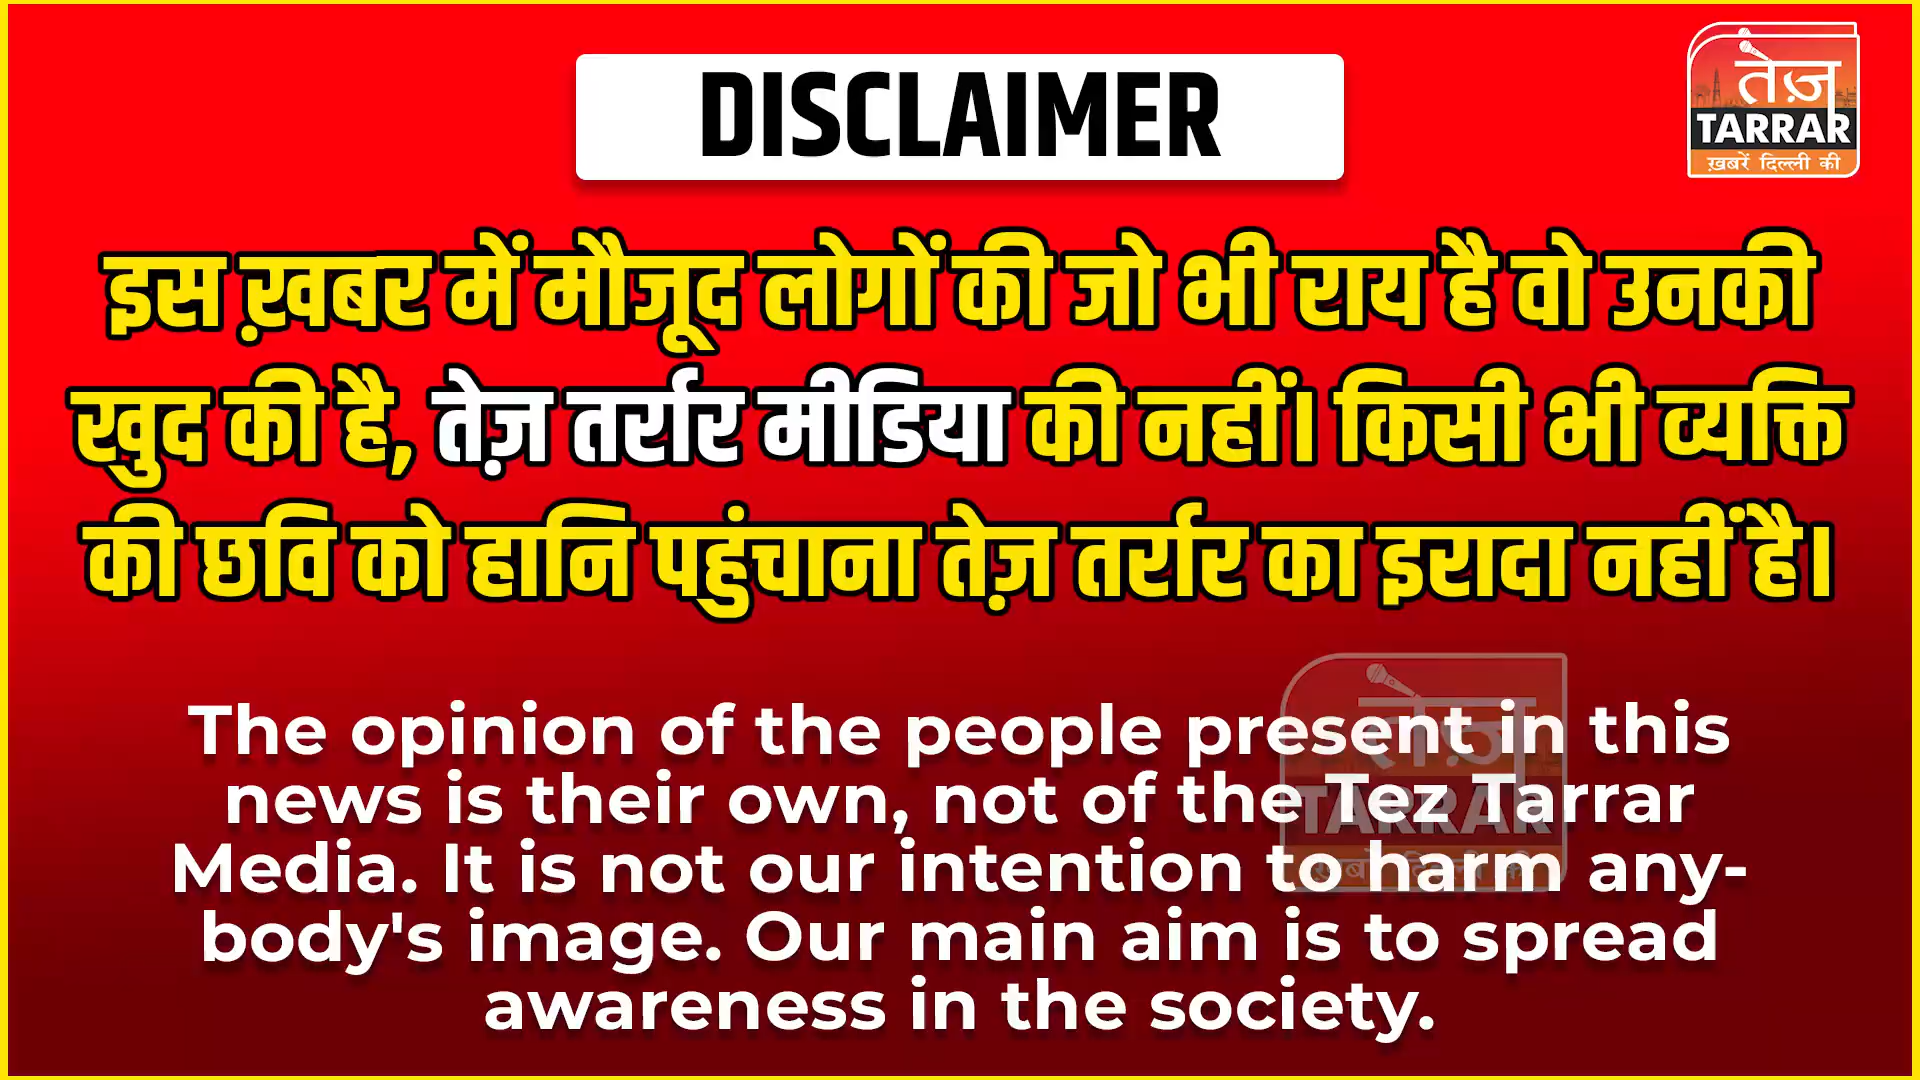 DISCLAIMER
तेज़
TARRAR
ख़बरें दिल्ली की
इस ख़बर में मौजूद लोगों की जो भी राय है वो उनकी
खुद की है, तेज़ तर्रार मीडिया की नहीं। किसी भी व्यक्ति
की छवि को हानि पहुंचाना तेज़ तर्रार का इरादा नहीं है।
The opinion of the people present in this
news is their own, not of the Tez Tarrar
Media. It is not our intention to harm any-
body's image. Our main aim is to spread
awareness in the society.
तेज़
TARRAR
ख़बरें दिल्ली की